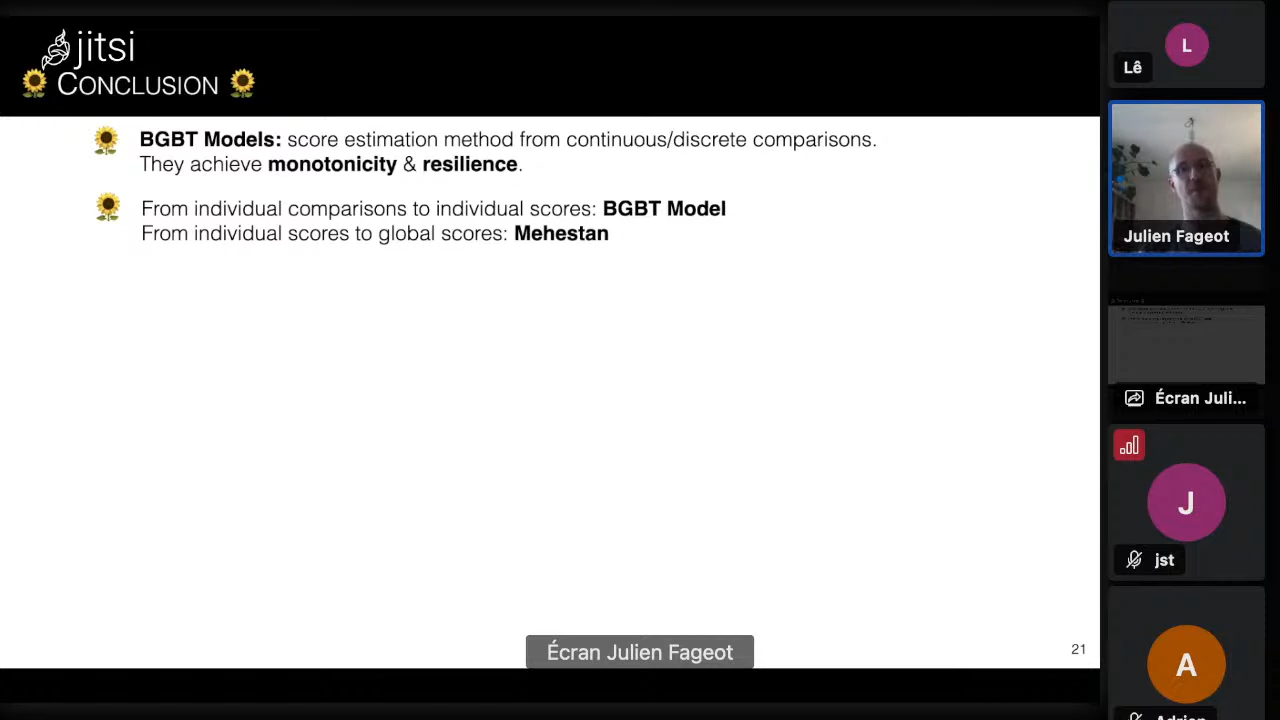 jitsi
CONCLUSION
BGBT Models: score estimation method from continuous/discrete comparisons.
They achieve monotonicity & resilience.
From individual comparisons to individual scores: BGBT Model
From individual scores to global scores: Mehestan
21
Écran Julien Fageot
L
Lê
Julien Fageot
Écran Juli...
J
jst
A